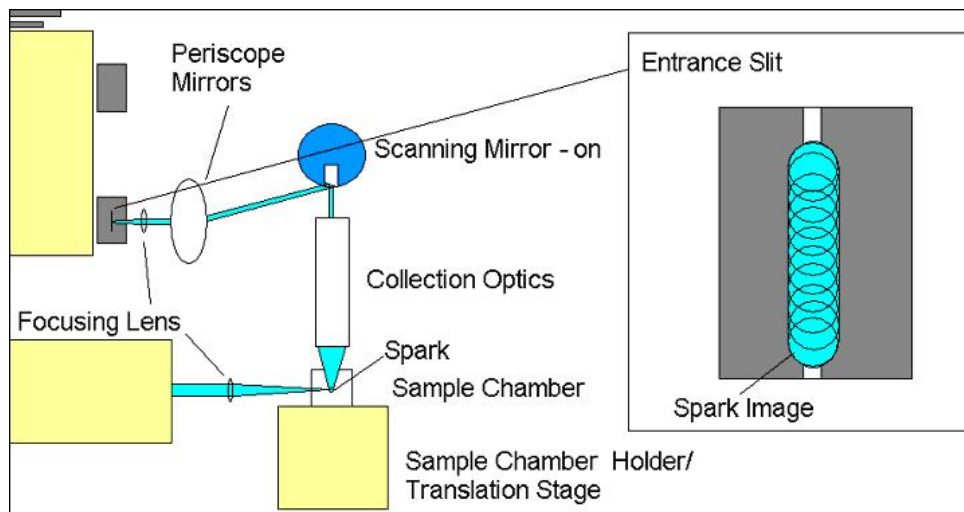 Periscope
Mirrors
Entrance Slit
Scanning Mirror - on
Collection Optics
Focusing Lens
Spark
Sample Chamber
Spark Image
Sample Chamber Holder/
Translation Stage